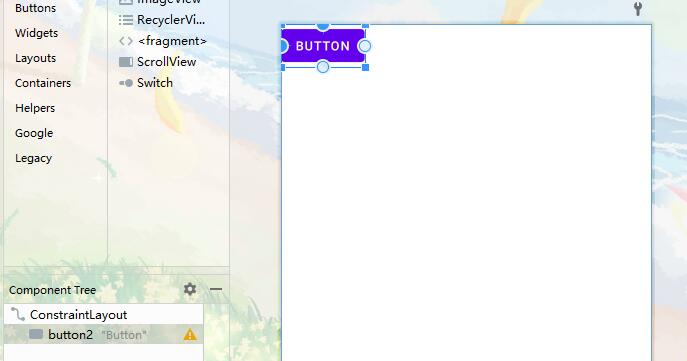 Buttons
Widgets
Layouts
Containers
Helpers
Google
Legacy
ImageView
RecyclerVi...
<> <fragment>
ScrollView
Switch
BUTTON
Component Tree
ConstraintLayout
button2 "Button"